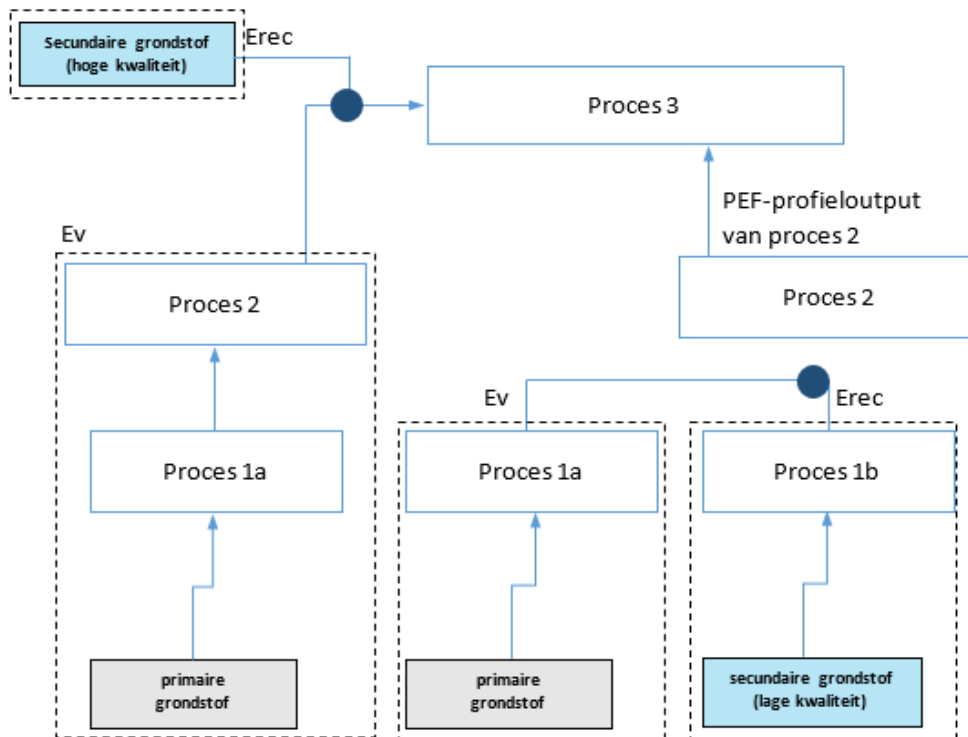 Secundaire grondstof
(hoge kwaliteit)
Erec
Proces 3
PEF-profieloutput
van proces 2
Ev
Proces 2
Proces 2
Ev
Erec
Proces 1a
Proces 1a
Proces 1b
primaire
grondstof
primaire
grondstof
secundaire grondstof
(lage kwaliteit)